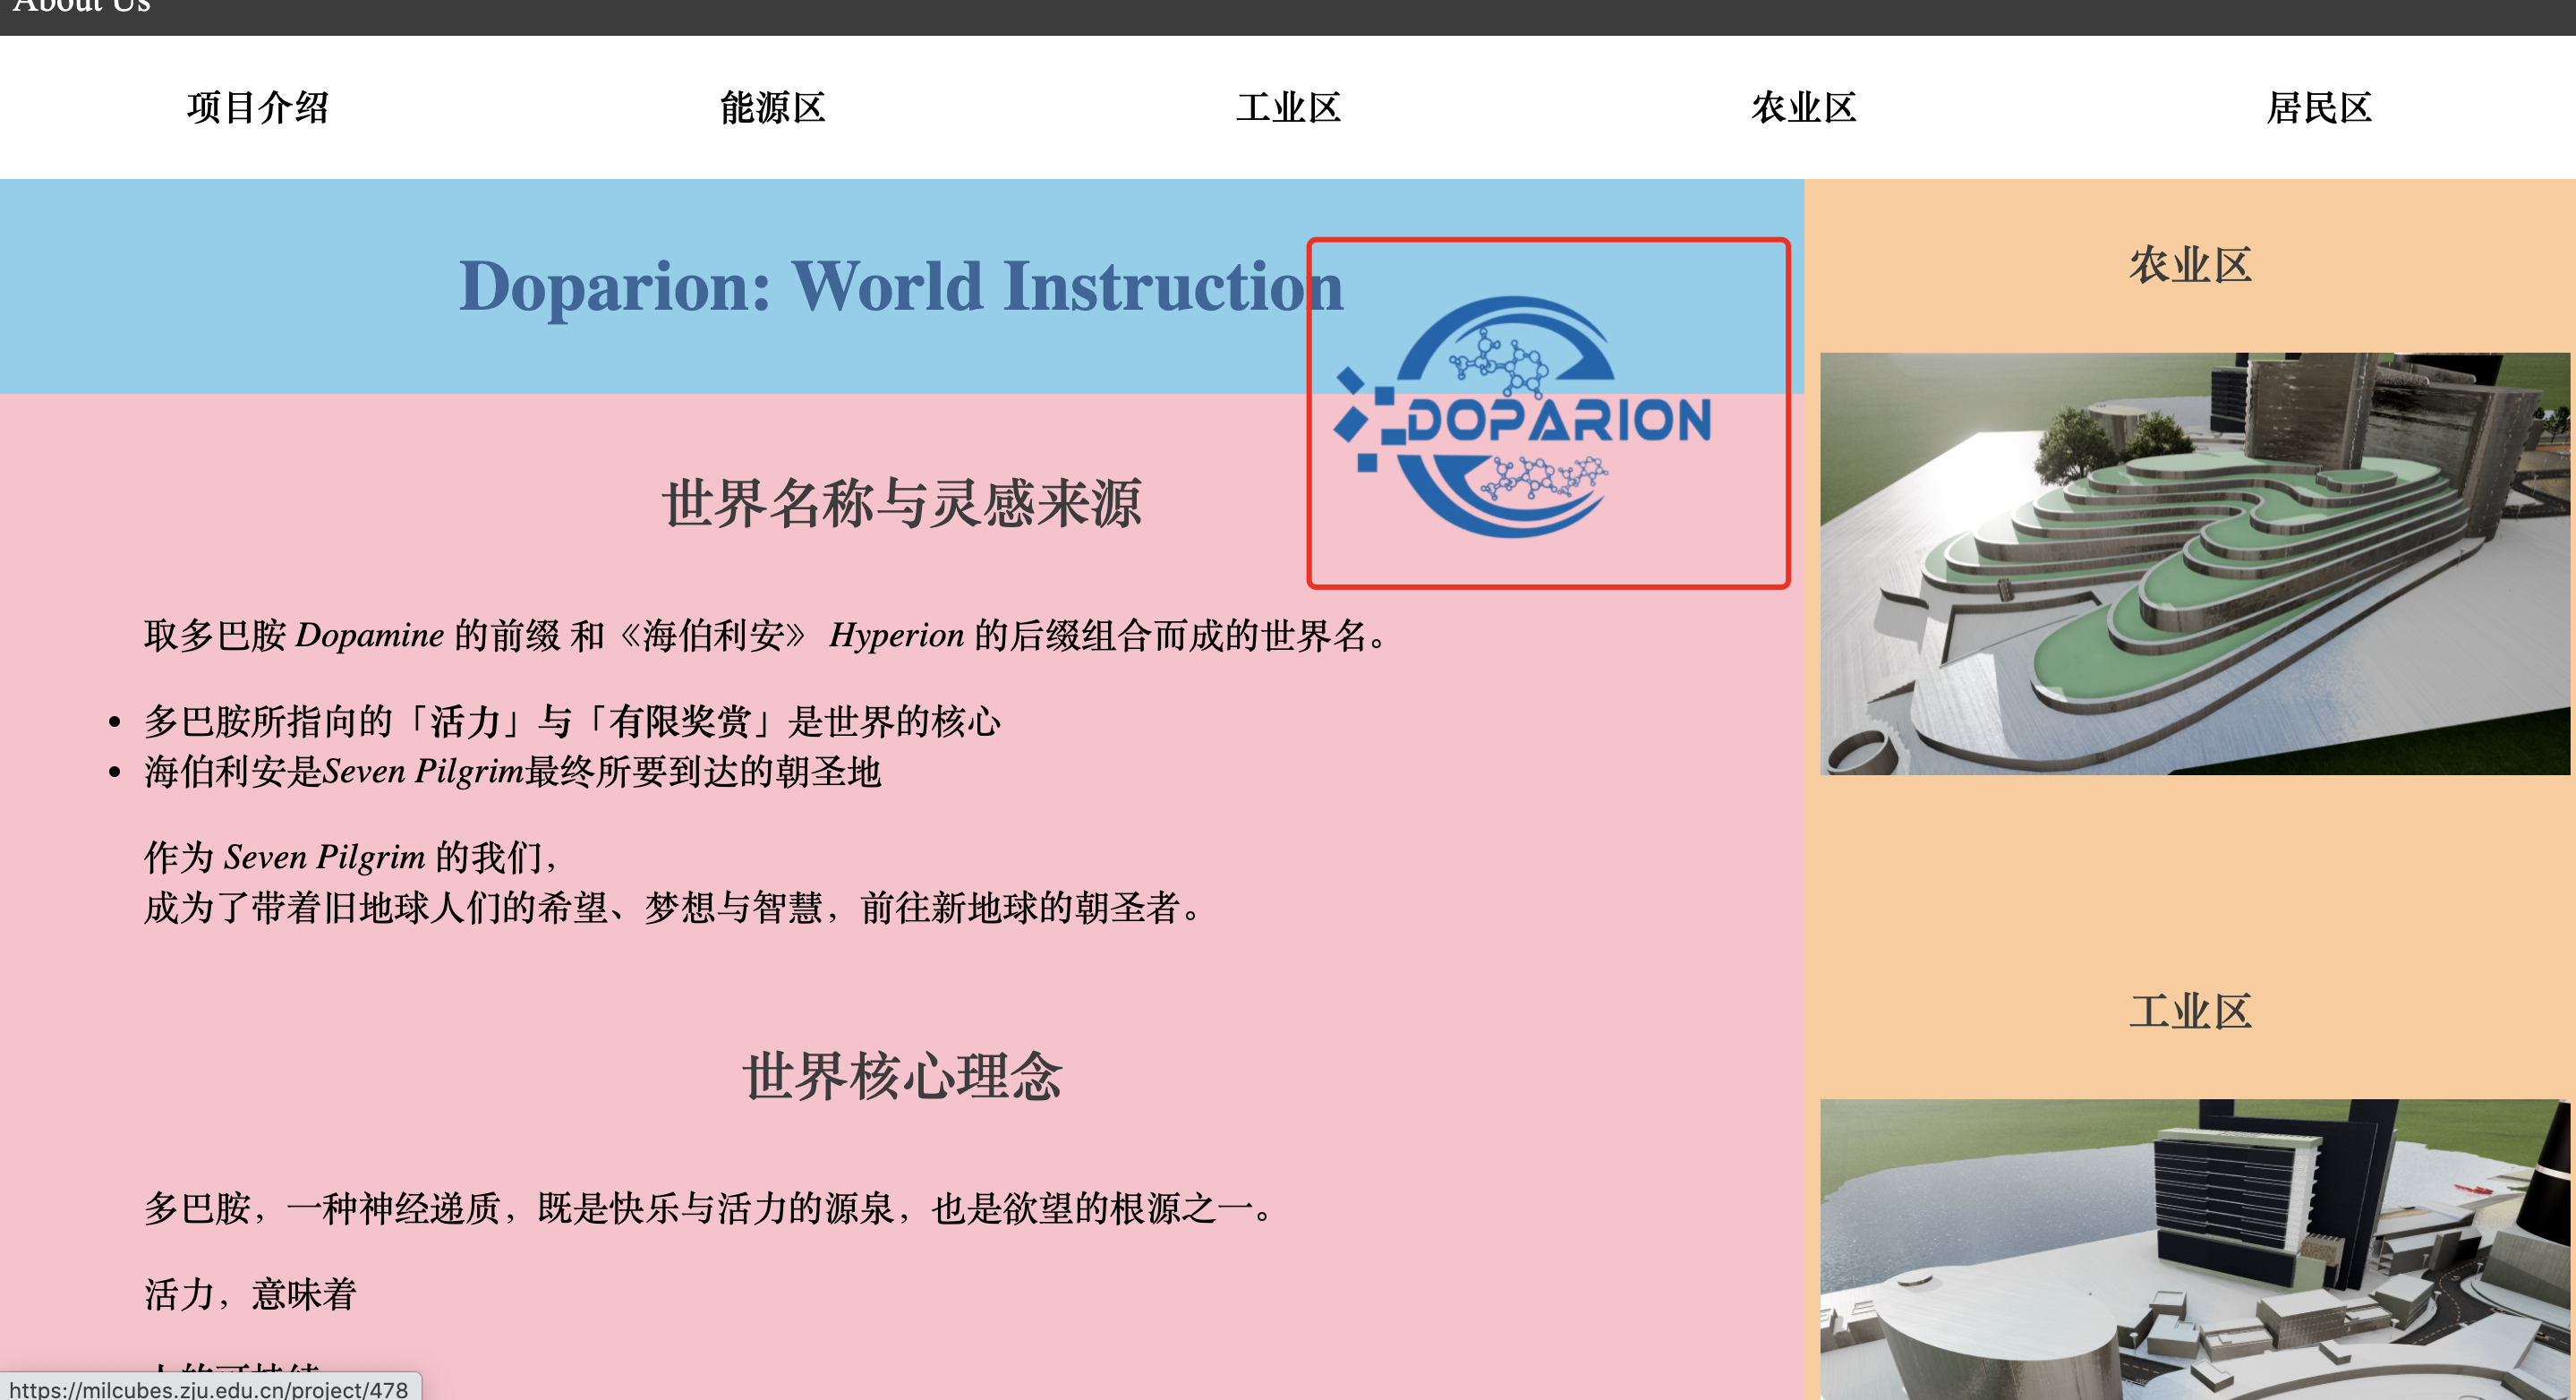 About Us
项目介绍
能源区
工业区
农业区
居民区
Doparion: World Instruction
DOPARION
世界名称与灵感来源
取多巴胺 Dopamine 的前缀 和《海伯利安》 Hyperion 的后缀组合而成的世界名。
• 多巴胺所指向的「活力」与「有限奖赏」是世界的核心
• 海伯利安是Seven Pilgrim最终所要到达的朝圣地
作为 Seven Pilgrim 的我们，
成为了带着旧地球人们的希望、梦想与智慧，前往新地球的朝圣者。
世界核心理念
多巴胺，一种神经递质，既是快乐与活力的源泉，也是欲望的根源之一。
活力，意味着
https://milcubes.zju.edu.cn/project/478
农业区
工业区